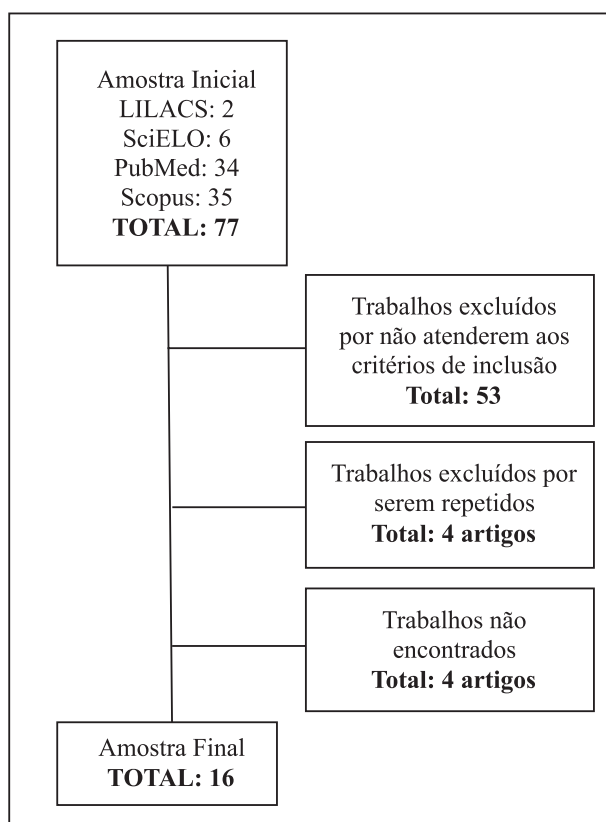 Amostra Inicial
LILACS: 2
SciELO: 6
PubMed: 34
Scopus: 35
TOTAL: 77
Trabalhos excluídos
por não atenderem aos
critérios de inclusão
Total: 53
Trabalhos excluídos por
serem repetidos
Total: 4 artigos
Trabalhos não
encontrados
Total: 4 artigos
Amostra Final
TOTAL: 16